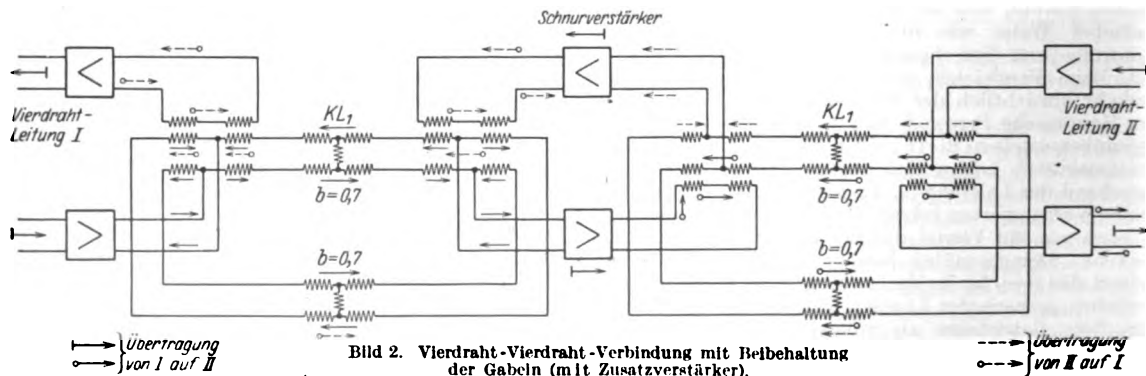 Schnurverstärker
Vierdraht-
Leitung I
KL1
b=0,7
b=0,7
KL1
b=0,7
b=0,7
Vierdraht-
Leitung II
Übertragung
von I auf II
Bild 2. Vierdraht-Vierdraht-Verbindung mit Beibehaltung
der Gabeln (mit Zusatzverstärker).
Übertragung
von II auf I